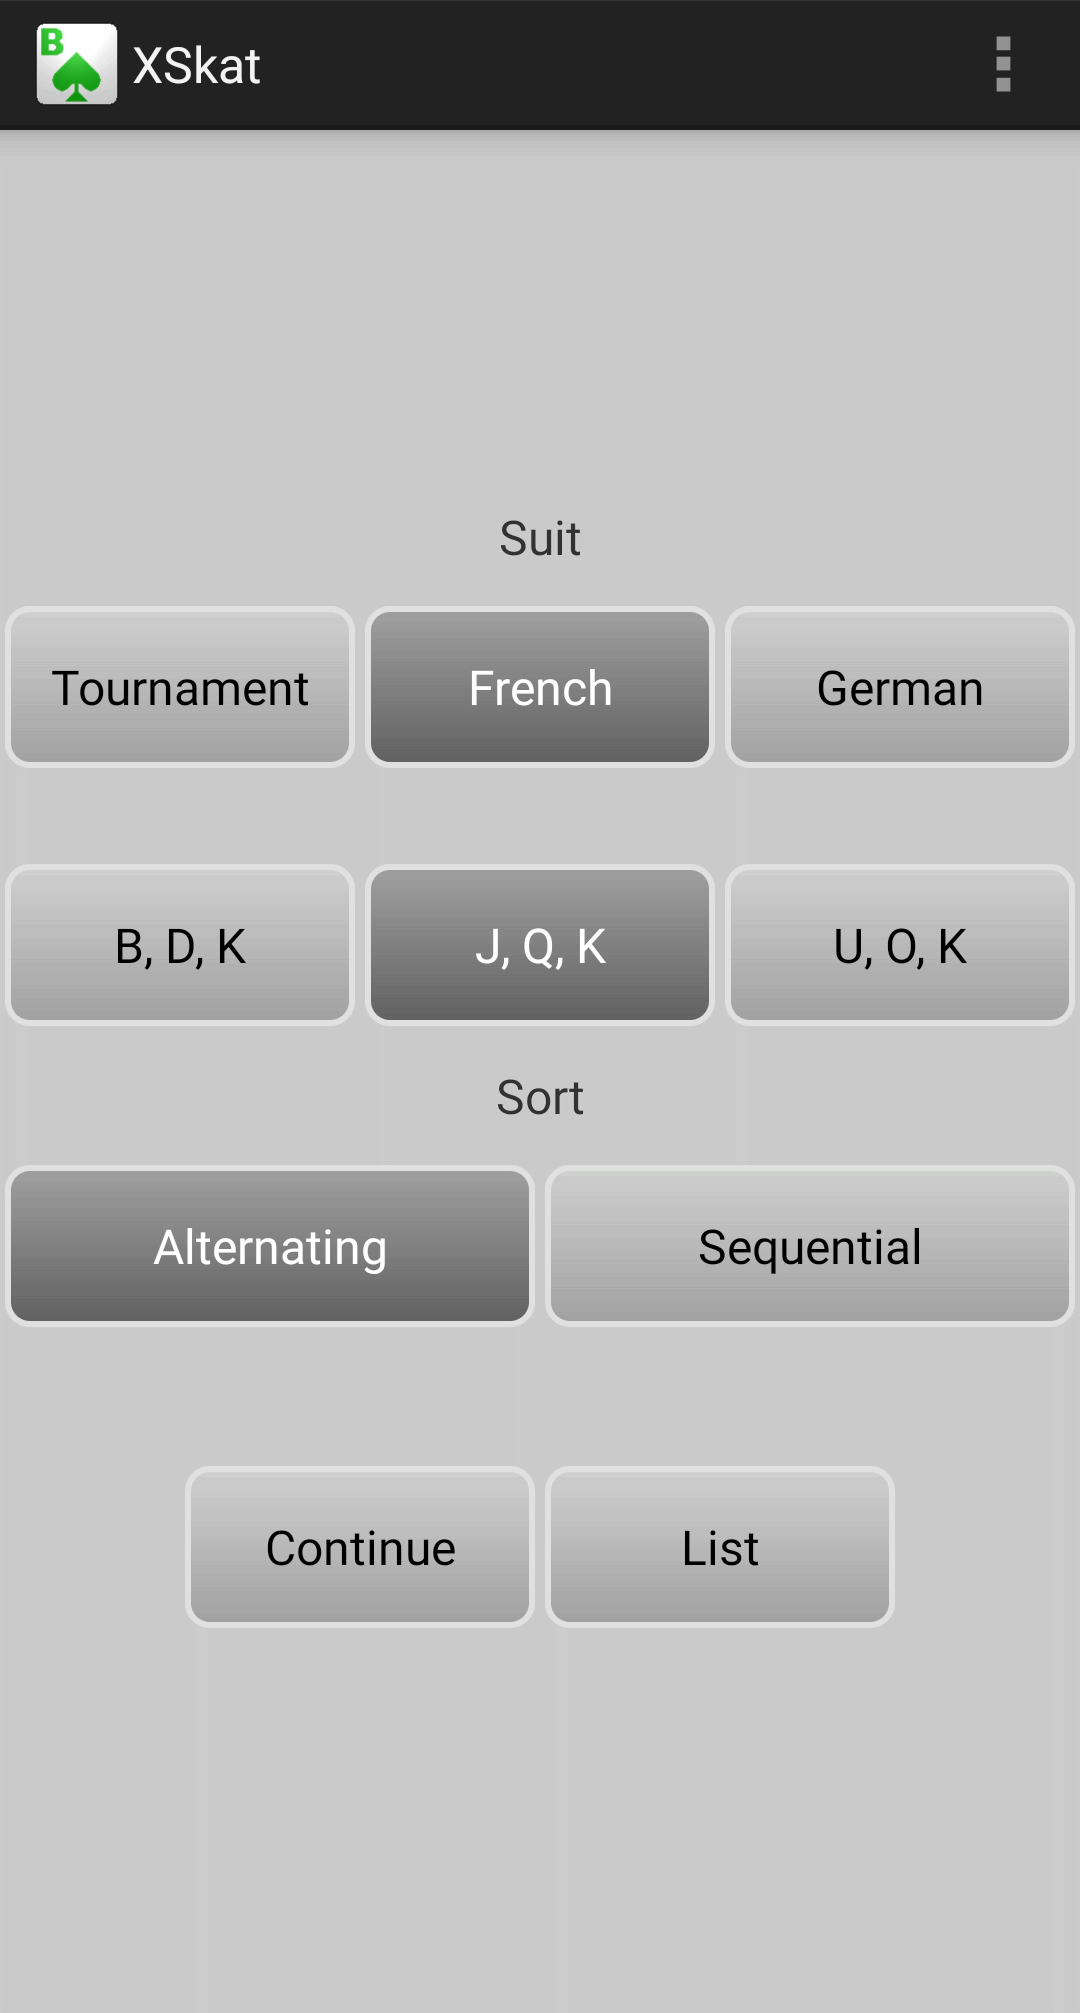 B
XSkat
Suit
Tournament French German
B, D, K J, Q, K U, O, K
Sort
Alternating Sequential
Continue List